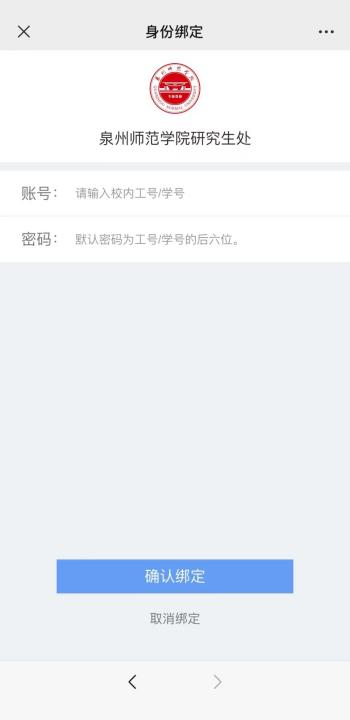 身份绑定
泉州师范学院研究生处
账号：
请输入校内工号/学号
密码：
默认密码为工号/学号的后六位。
确认绑定
取消绑定